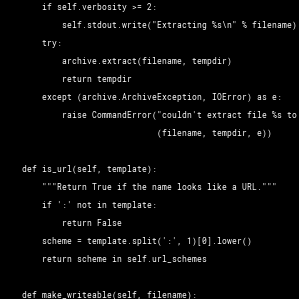 if self.verbosity >= 2:
self.stdout.write("Extracting %s\n" % filename)
try:
archive.extract(filename, tempdir)
return tempdir
except (archive.ArchiveException, IOError) as e:
raise CommandError("couldn't extract file %s to
(filename, tempdir, e))
def is_url(self, template):
"""Return True if the name looks like a URL."""
if ':' not in template:
return False
scheme = template.split(':', 1)[0].lower()
return scheme in self.url_schemes
def make_writeable(self, filename):